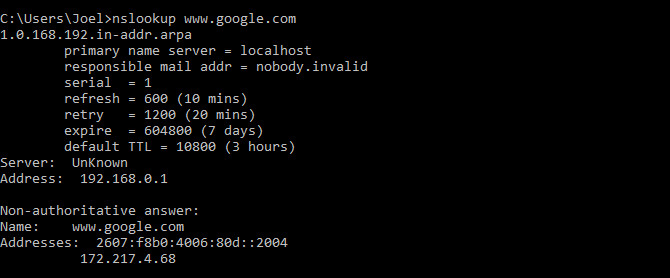 C:\Users\Joel>nslookup www.google.com
1.0.168.192.in-addr.arpa
primary name server = localhost
responsible mail addr = nobody.invalid
serial = 1
refresh = 600 (10 mins)
retry = 1200 (20 mins)
expire = 604800 (7 days)
default TTL = 10800 (3 hours)
Server: UnKnown
Address: 192.168.0.1
Non-authoritative answer:
Name: www.google.com
Addresses: 2607:f8b0:4006:80d::2004
172.217.4.68